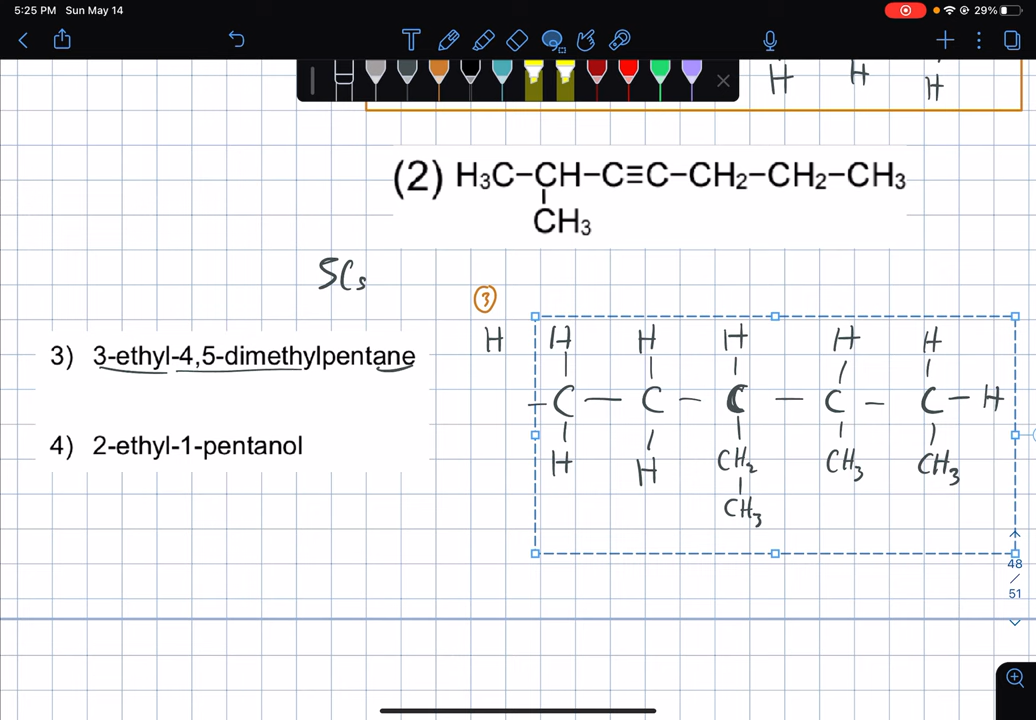 5:25 PM Sun May 14
29%
H H H
(2) H₃C–CH–C≡C–CH₂–CH₂–CH₃
CH₃
5Cs
3
H H H H H H
3) 3-ethyl-4,5-dimethylpentane
–C — C – C — C – C – H
4) 2-ethyl-1-pentanol
H H CH₂ CH₃ CH₃
CH₃
48
/
51